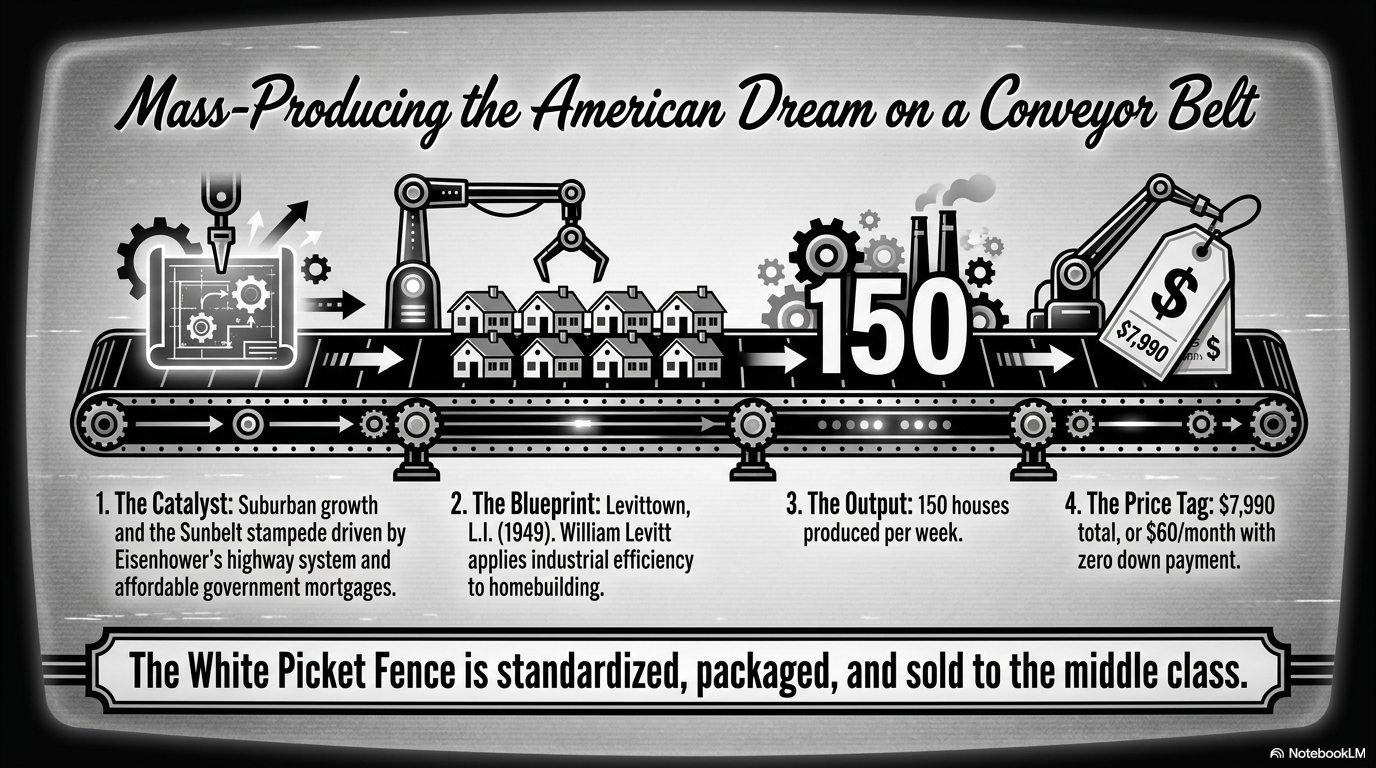 Mass-Producing the American Dream on a Conveyor Belt
150
$
$7,990
$
1. The Catalyst: Suburban growth
and the Sunbelt stampede driven by
Eisenhower's highway system and
affordable government mortgages.
2. The Blueprint: Levittown,
L.I. (1949). William Levitt
applies industrial efficiency
to homebuilding.
3. The Output: 150 houses
produced per week.
4. The Price Tag: $7,990
total, or $60/month with
zero down payment.
The White Picket Fence is standardized, packaged, and sold to the middle class.
NotebookLM